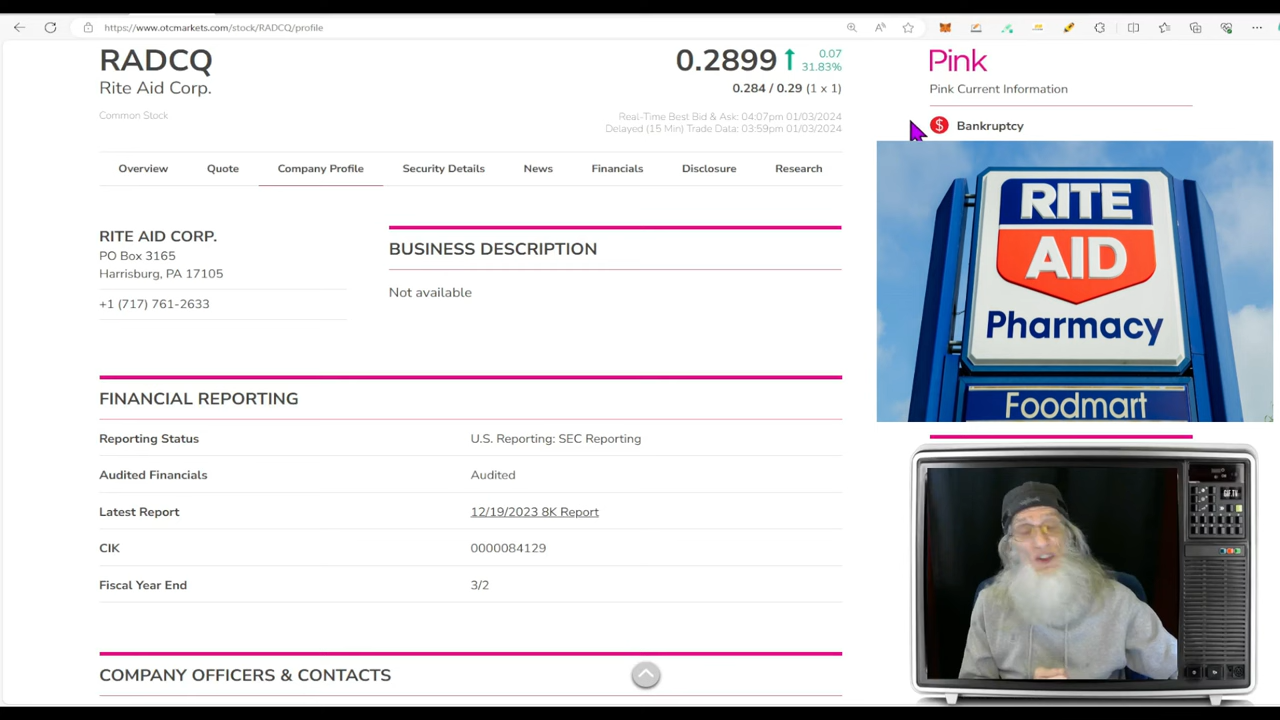 https://www.otcmarkets.com/stock/RADCQ/profile
RADCQ
Rite Aid Corp.
Common Stock
0.2899
0.07
31.83%
0.284 / 0.29 (1 x 1)
Real-Time Best Bid & Ask: 04:07pm 01/03/2024
Delayed (15 Min) Trade Data: 03:59pm 01/03/2024
Pink
Pink Current Information
$ Bankruptcy
Overview Quote Company Profile Security Details News Financials Disclosure Research
RITE AID CORP.
PO Box 3165
Harrisburg, PA 17105
+1 (717) 761-2633
BUSINESS DESCRIPTION
Not available
RITE
AID
Pharmacy
Foodmart
FINANCIAL REPORTING
Reporting Status U.S. Reporting: SEC Reporting
Audited Financials Audited
Latest Report 12/19/2023 8K Report
CIK 0000084129
Fiscal Year End 3/2
COMPANY OFFICERS & CONTACTS